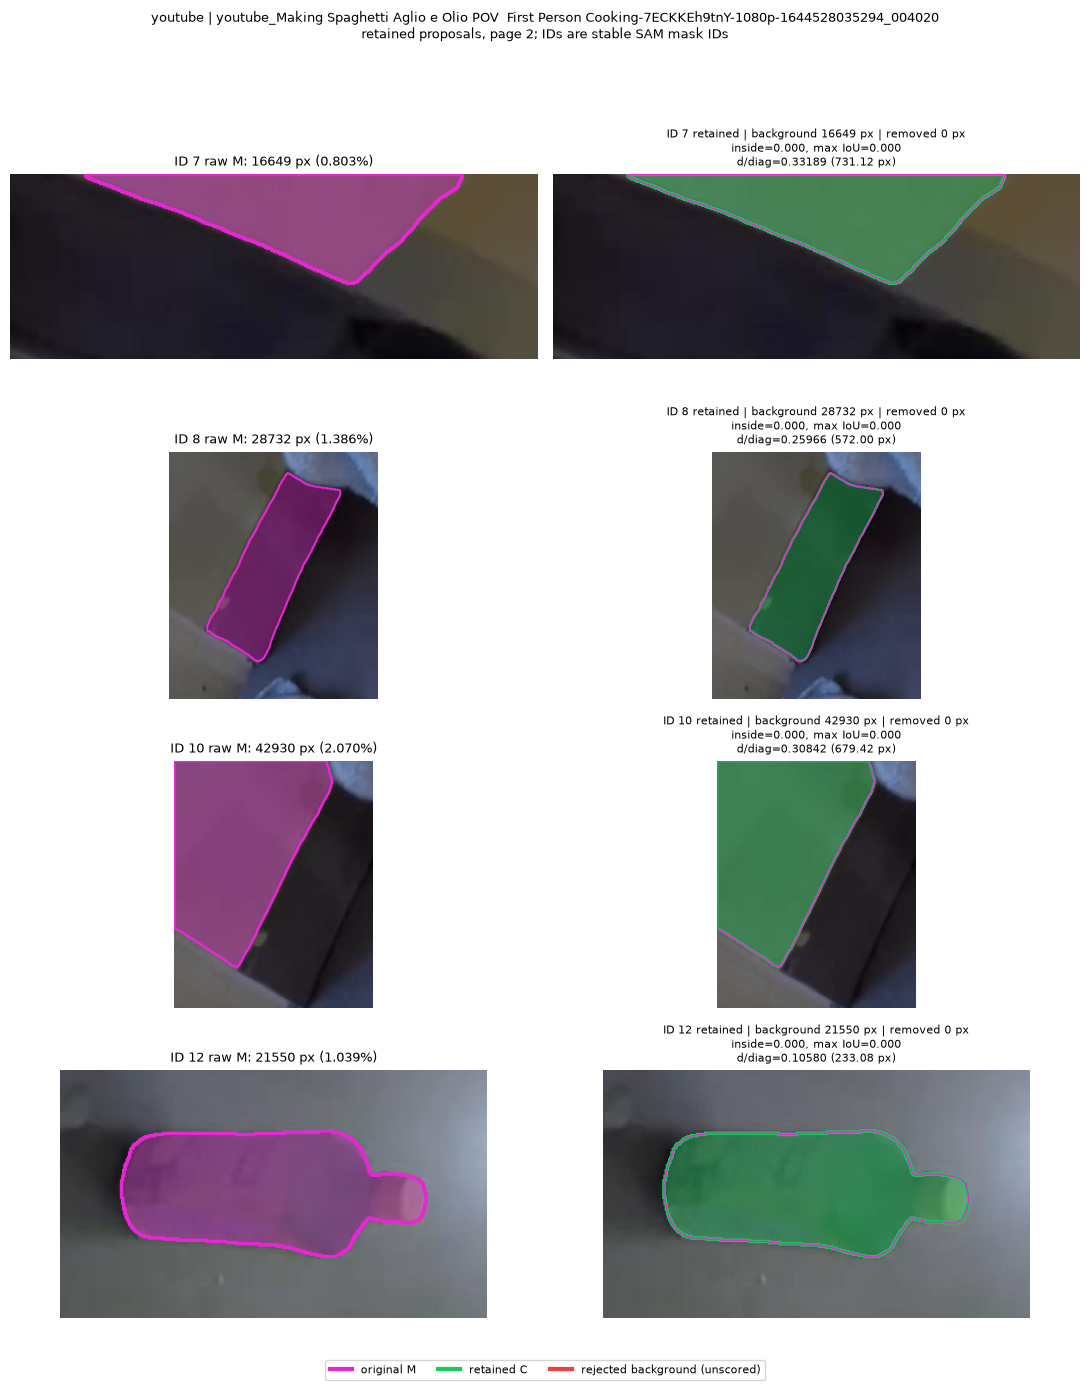 youtube | youtube_Making Spaghetti Aglio e Olio POV  First Person Cooking-7ECKKEh9tnY-1080p-1644528035294_004020
retained proposals, page 2; IDs are stable SAM mask IDs
ID 7 raw M: 16649 px (0.803%)
ID 7 retained | background 16649 px | removed 0 px
inside=0.000, max IoU=0.000
d/diag=0.33189 (731.12 px)
ID 8 raw M: 28732 px (1.386%)
ID 8 retained | background 28732 px | removed 0 px
inside=0.000, max IoU=0.000
d/diag=0.25966 (572.00 px)
ID 10 raw M: 42930 px (2.070%)
ID 10 retained | background 42930 px | removed 0 px
inside=0.000, max IoU=0.000
d/diag=0.30842 (679.42 px)
ID 12 raw M: 21550 px (1.039%)
ID 12 retained | background 21550 px | removed 0 px
inside=0.000, max IoU=0.000
d/diag=0.10580 (233.08 px)
original M
retained C
rejected background (unscored)